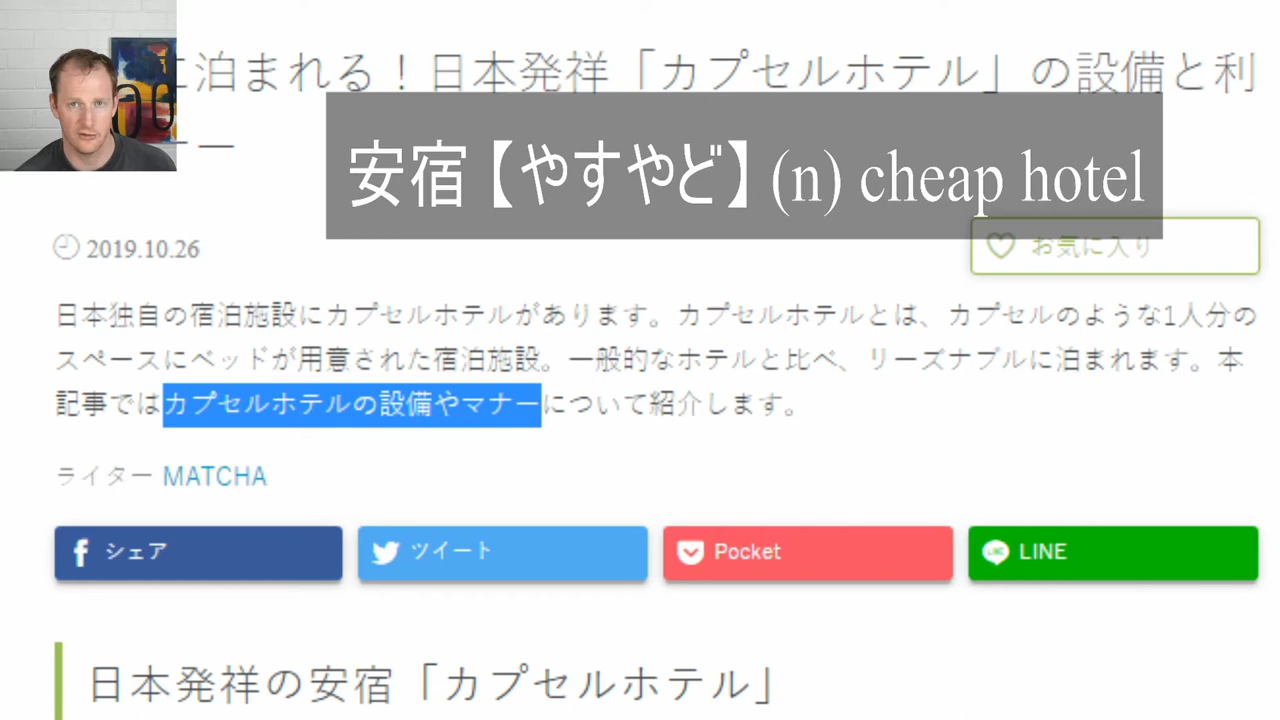 に泊まれる！日本発祥「カプセルホテル」の設備と利
ナー
安宿【やすやど】(n) cheap hotel
2019.10.26
お気に入り
日本独自の宿泊施設にカプセルホテルがあります。カプセルホテルとは、カプセルのような1人分の
スペースにベッドが用意された宿泊施設。一般的なホテルと比べ、リーズナブルに泊まれます。本
記事ではカプセルホテルの設備やマナーについて紹介します。
ライター MATCHA
シェア
ツイート
Pocket
LINE
日本発祥の安宿「カプセルホテル」